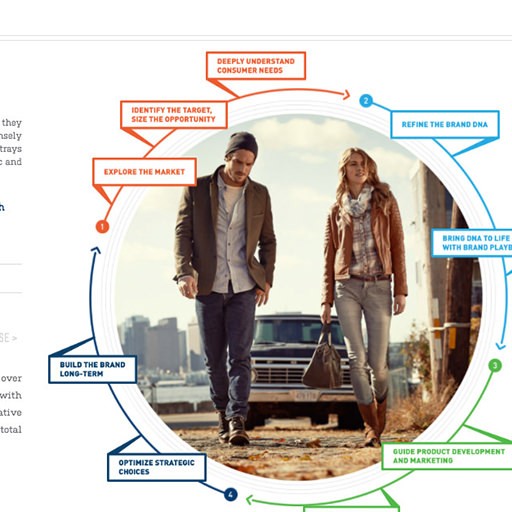 they
nsely
trays
c and
h
SE >
over
with
ative
total
DEEPLY UNDERSTAND
CONSUMER NEEDS
IDENTIFY THE TARGET,
SIZE THE OPPORTUNITY
EXPLORE THE MARKET
1
2
REFINE THE BRAND DNA
BRING DNA TO LIFE
WITH BRAND PLAYB
3
GUIDE PRODUCT DEVELOPMENT
AND MARKETING
4
OPTIMIZE STRATEGIC
CHOICES
BUILD THE BRAND
LONG-TERM